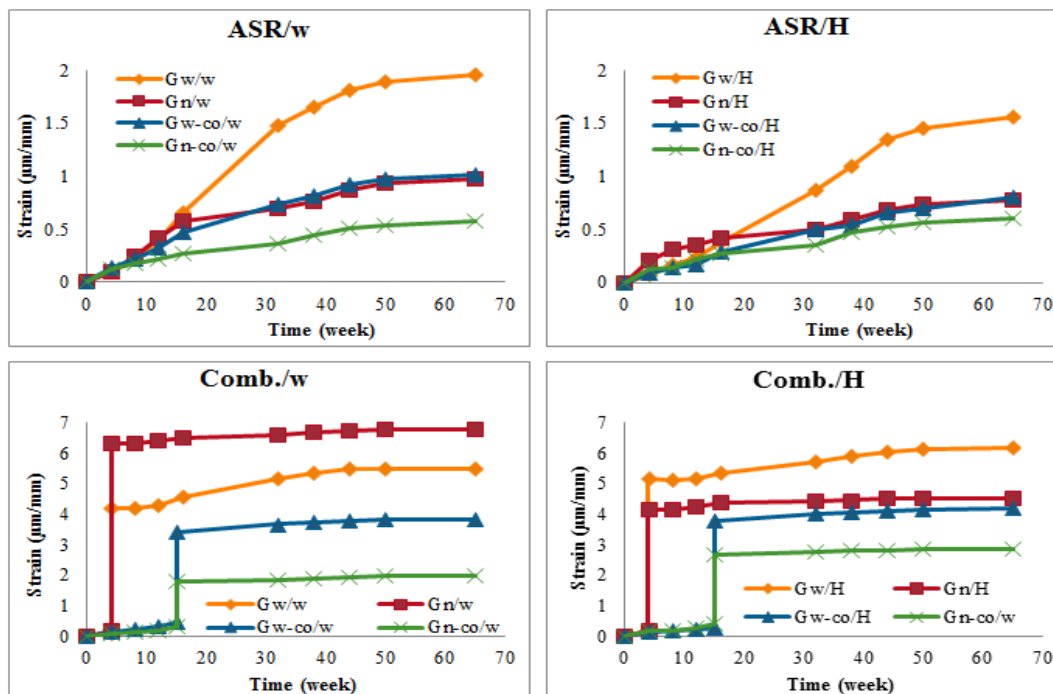 ASR/w
Strain (µm/mm)
2
1.5
1
0.5
0
Gw/w
Gn/w
Gw-co/w
Gn-co/w
0 10 20 30 40 50 60 70
Time (week)
ASR/H
Strain (µm/mm)
2
1.5
1
0.5
0
Gw/H
Gn/H
Gw-co/H
Gn-co/H
0 10 20 30 40 50 60 70
Time (week)
Comb./w
Strain (µm/mm)
7
6
5
4
3
2
1
0
Gw/w Gn/w
Gw-co/w Gn-co/w
0 10 20 30 40 50 60 70
Time (week)
Comb./H
Strain (µm/mm)
7
6
5
4
3
2
1
0
Gw/H Gn/H
Gw-co/H Gn-co/w
0 10 20 30 40 50 60 70
Time (week)